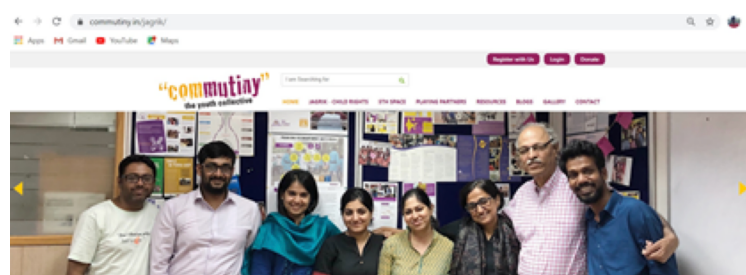 commutiny.in/jagrik/
Apps Gmail YouTube Maps
Register with Us Login Donate
"commutiny"
the youth collective
I am Searching for
HOME JAGRIK - CHILD RIGHTS 5TH SPACE PLAYING PARTNERS RESOURCES BLOGS GALLERY CONTACT